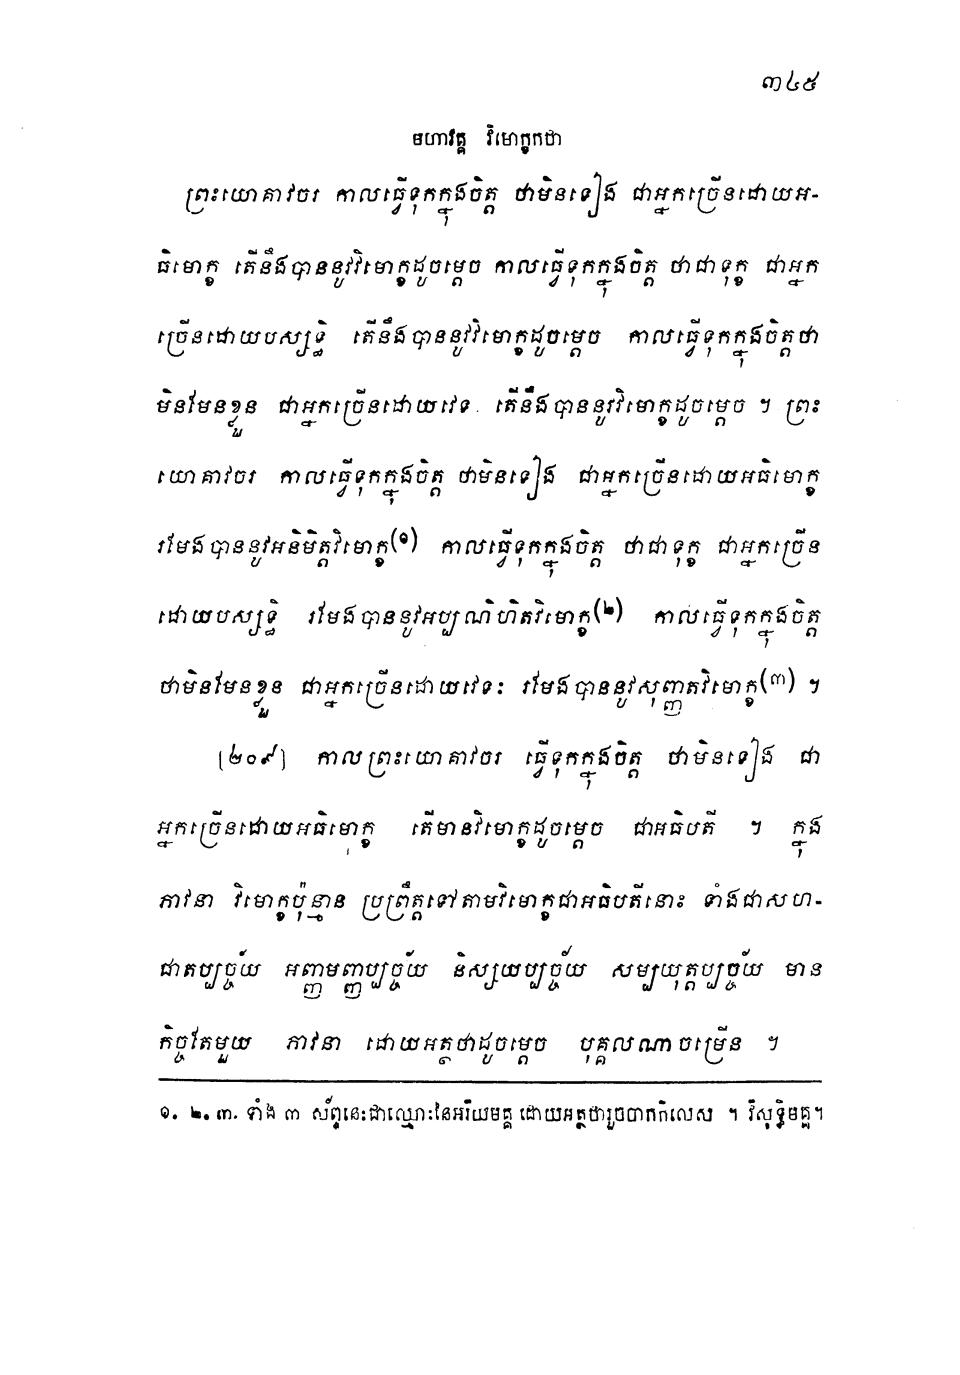 ៣៤៥
មហាវគ្គ វិមោក្ខកថា
ព្រះយោគាវចរ កាលធ្វើទុកក្នុងចិត្ត ថាមិនទៀង ជាអ្នកច្រើនដោយអ-
ធិមោក្ខ តើនឹងបាននូវវិមោក្ខដូចម្តេច កាលធ្វើទុកក្នុងចិត្ត ថាជាទុក្ខ ជាអ្នក
ច្រើនដោយបស្សទ្ធិ តើនឹងបាននូវវិមោក្ខដូចម្តេច កាលធ្វើទុកក្នុងចិត្តថា
មិនមែនខ្លួន ជាអ្នកច្រើនដោយវេទ តើនឹងបាននូវវិមោក្ខដូចម្តេច ។ ព្រះ
យោគាវចរ កាលធ្វើទុកក្នុងចិត្ត ថាមិនទៀង ជាអ្នកច្រើនដោយអធិមោក្ខ
រមែងបាននូវអនិមិត្តវិមោក្ខ(១) កាលធ្វើទុកក្នុងចិត្ត ថាជាទុក្ខ ជាអ្នកច្រើន
ដោយបស្សទ្ធិ រមែងបាននូវអប្បណិហិតវិមោក្ខ(២) កាលធ្វើទុកក្នុងចិត្ត
ថាមិនមែនខ្លួន ជាអ្នកច្រើនដោយវេទៈ រមែងបាននូវសុញ្ញតវិមោក្ខ(៣) ។
[២០៩] កាលព្រះយោគាវចរ ធ្វើទុកក្នុងចិត្ត ថាមិនទៀង ជា
អ្នកច្រើនដោយអធិមោក្ខ តើមានវិមោក្ខដូចម្តេច ជាអធិបតី ។ ក្នុង
ភាវនា វិមោក្ខប៉ុន្មាន ប្រព្រឹត្តទៅតាមវិមោក្ខជាអធិបតីនោះ ទាំងជាសហ-
ជាតប្បច្ច័យ អញ្ញមញ្ញប្បច្ច័យ និស្សយប្បច្ច័យ សម្បយុត្តប្បច្ច័យ មាន
កិច្ចតែមួយ ភាវនា ដោយអត្ថថាដូចម្តេច បុគ្គលណាចម្រើន ។
១. ២. ៣. ទាំង ៣ ស័ព្ទនេះជាឈ្មោះនៃអរិយមគ្គ ដោយអត្ថថារួចចាកកិលេស ។ វិសុទ្ធិមគ្គ។